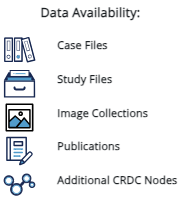 Data Availability:
Case Files
Study Files
Image Collections
Publications
Additional CRDC Nodes